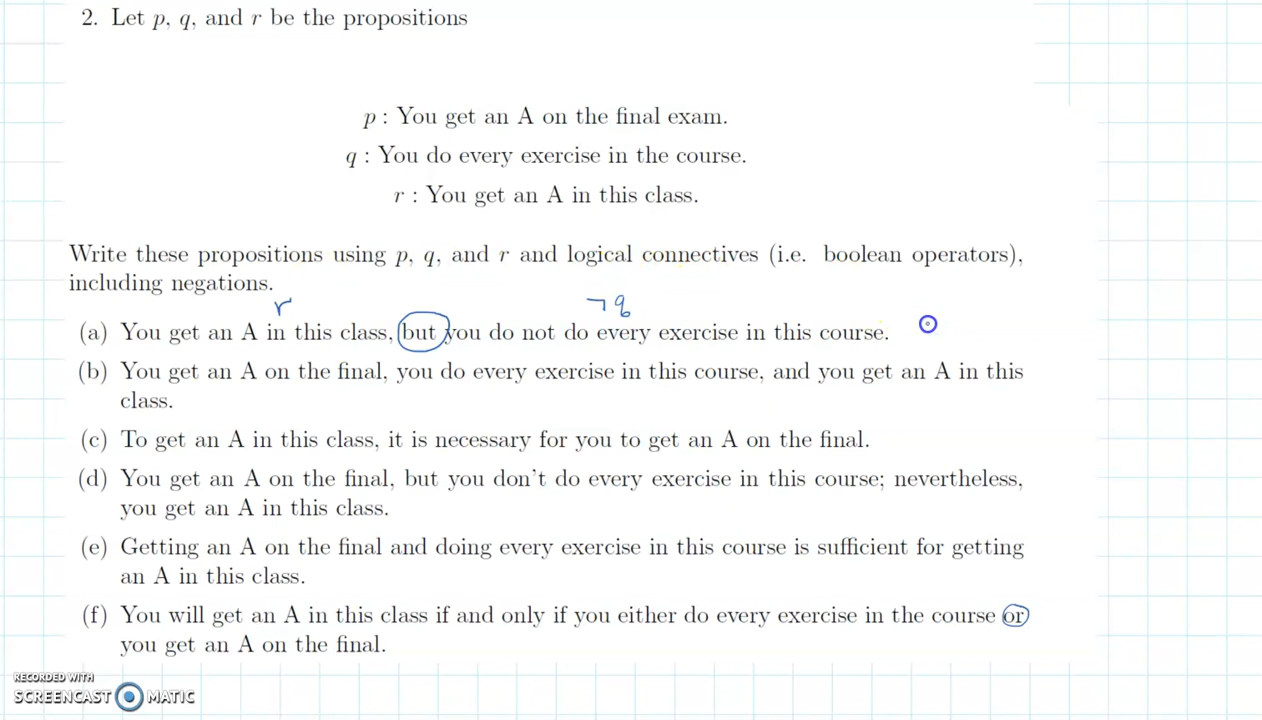 2. Let p, q, and r be the propositions
p : You get an A on the final exam.
q : You do every exercise in the course.
r : You get an A in this class.
Write these propositions using p, q, and r and logical connectives (i.e. boolean operators),
including negations.
r ¬q
(a) You get an A in this class, but you do not do every exercise in this course.
(b) You get an A on the final, you do every exercise in this course, and you get an A in this
class.
(c) To get an A in this class, it is necessary for you to get an A on the final.
(d) You get an A on the final, but you don't do every exercise in this course; nevertheless,
you get an A in this class.
(e) Getting an A on the final and doing every exercise in this course is sufficient for getting
an A in this class.
(f) You will get an A in this class if and only if you either do every exercise in the course or
you get an A on the final.
RECORDED WITH
SCREENCAST MATIC